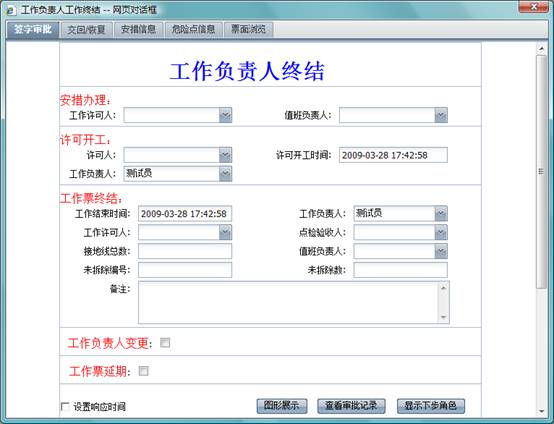 工作负责人工作终结 -- 网页对话框
签字审批 交回/恢复 安措信息 危险点信息 票面浏览
工作负责人终结
安措办理:
工作许可人: 值班负责人:
许可开工:
许可人: 许可开工时间: 2009-03-28 17:42:58
工作负责人: 测试员
工作票终结:
工作结束时间: 2009-03-28 17:42:58 工作负责人: 测试员
工作许可人: 点检验收人:
接地线总数: 值班负责人:
未拆除编号: 未拆除数:
备注:
工作负责人变更:
工作票延期:
设置响应时间 图形展示 查看审批记录 显示下步角色